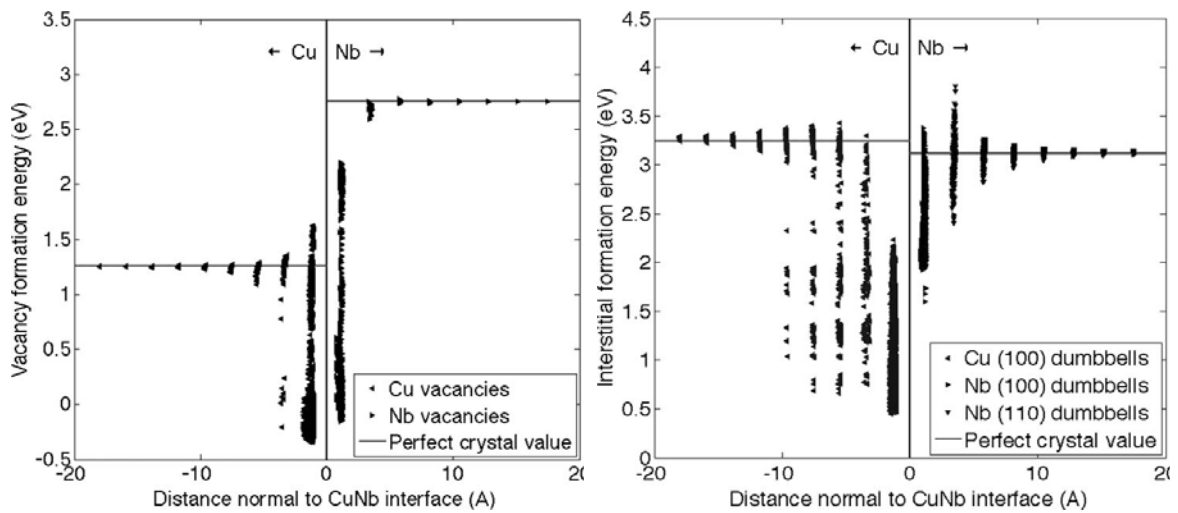 3.5
3
2.5
2
1.5
1
0.5
0
-0.5
Vacancy formation energy (eV)
← Cu
Nb →
Cu vacancies
Nb vacancies
Perfect crystal value
-20
-10
0
10
20
Distance normal to CuNb interface (A)
4.5
4
3.5
3
2.5
2
1.5
1
0.5
0
Interstitial formation energy (eV)
← Cu
Nb →
Cu (100) dumbbells
Nb (100) dumbbells
Nb (110) dumbbells
Perfect crystal value
-20
-10
0
10
20
Distance normal to CuNb interface (A)